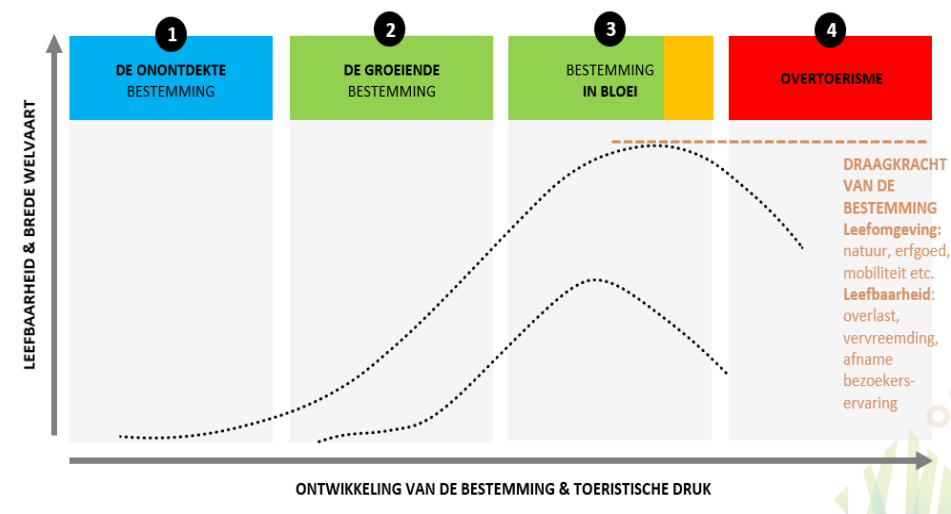 1
DE ONONTDEKTE
BESTEMMING
2
DE GROEIENDE
BESTEMMING
3
BESTEMMING
IN BLOEI
4
OVERTOERISME
LEEFBAARHEID & BREDE WELVAART
DRAAGKRACHT
VAN DE
BESTEMMING
Leefomgeving:
natuur, erfgoed,
mobiliteit etc.
Leefbaarheid:
overlast,
vervreemding,
afname
bezoekers-
ervaring
ONTWIKKELING VAN DE BESTEMMING & TOERISTISCHE DRUK